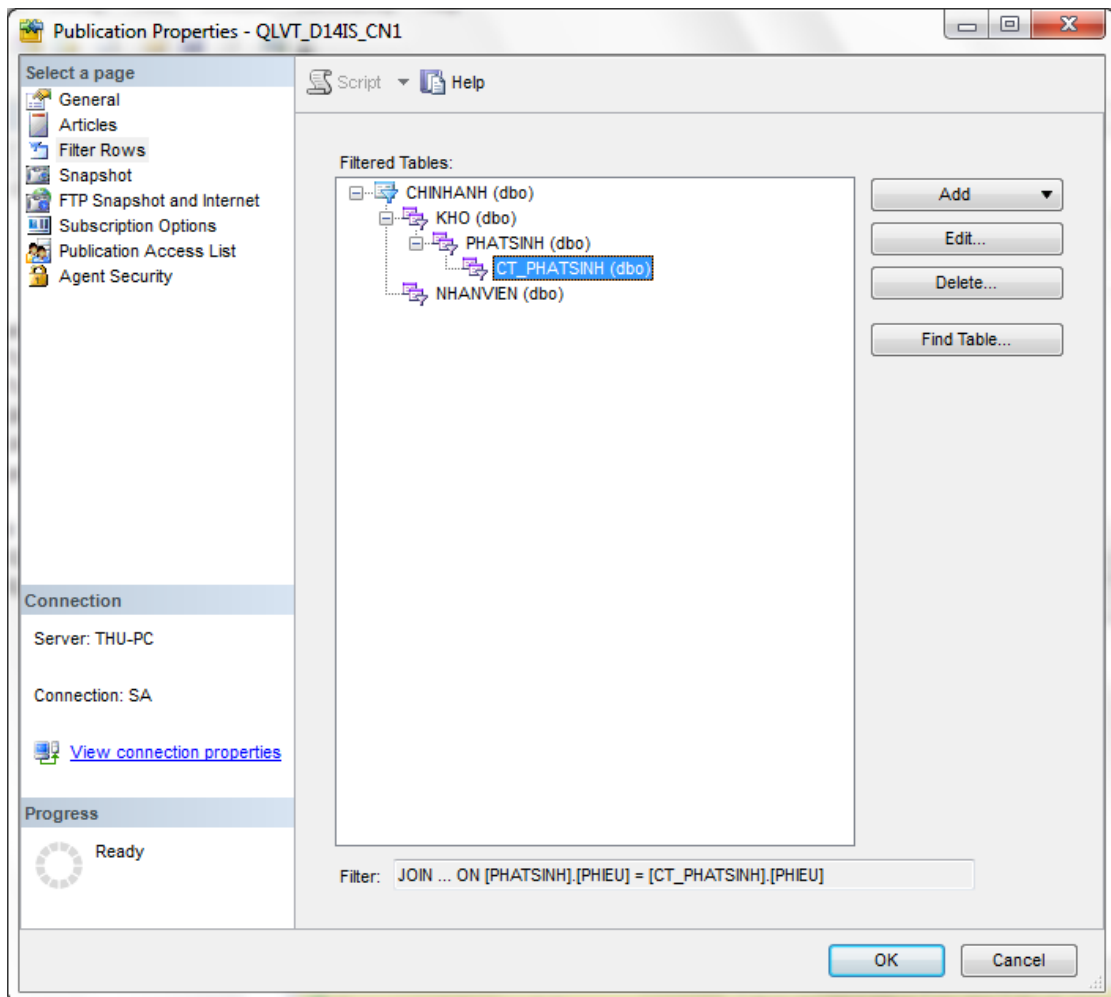 Publication Properties - QLVT_D14IS_CN1
Select a page
General
Articles
Filter Rows
Snapshot
FTP Snapshot and Internet
Subscription Options
Publication Access List
Agent Security
Script
Help
Filtered Tables:
CHINHANH (dbo)
KHO (dbo)
PHATSINH (dbo)
CT_PHATSINH (dbo)
NHANVIEN (dbo)
Add
Edit...
Delete...
Find Table...
Connection
Server: THU-PC
Connection: SA
View connection properties
Progress
Ready
Filter: JOIN ... ON [PHATSINH].[PHIEU] = [CT_PHATSINH].[PHIEU]
OK Cancel